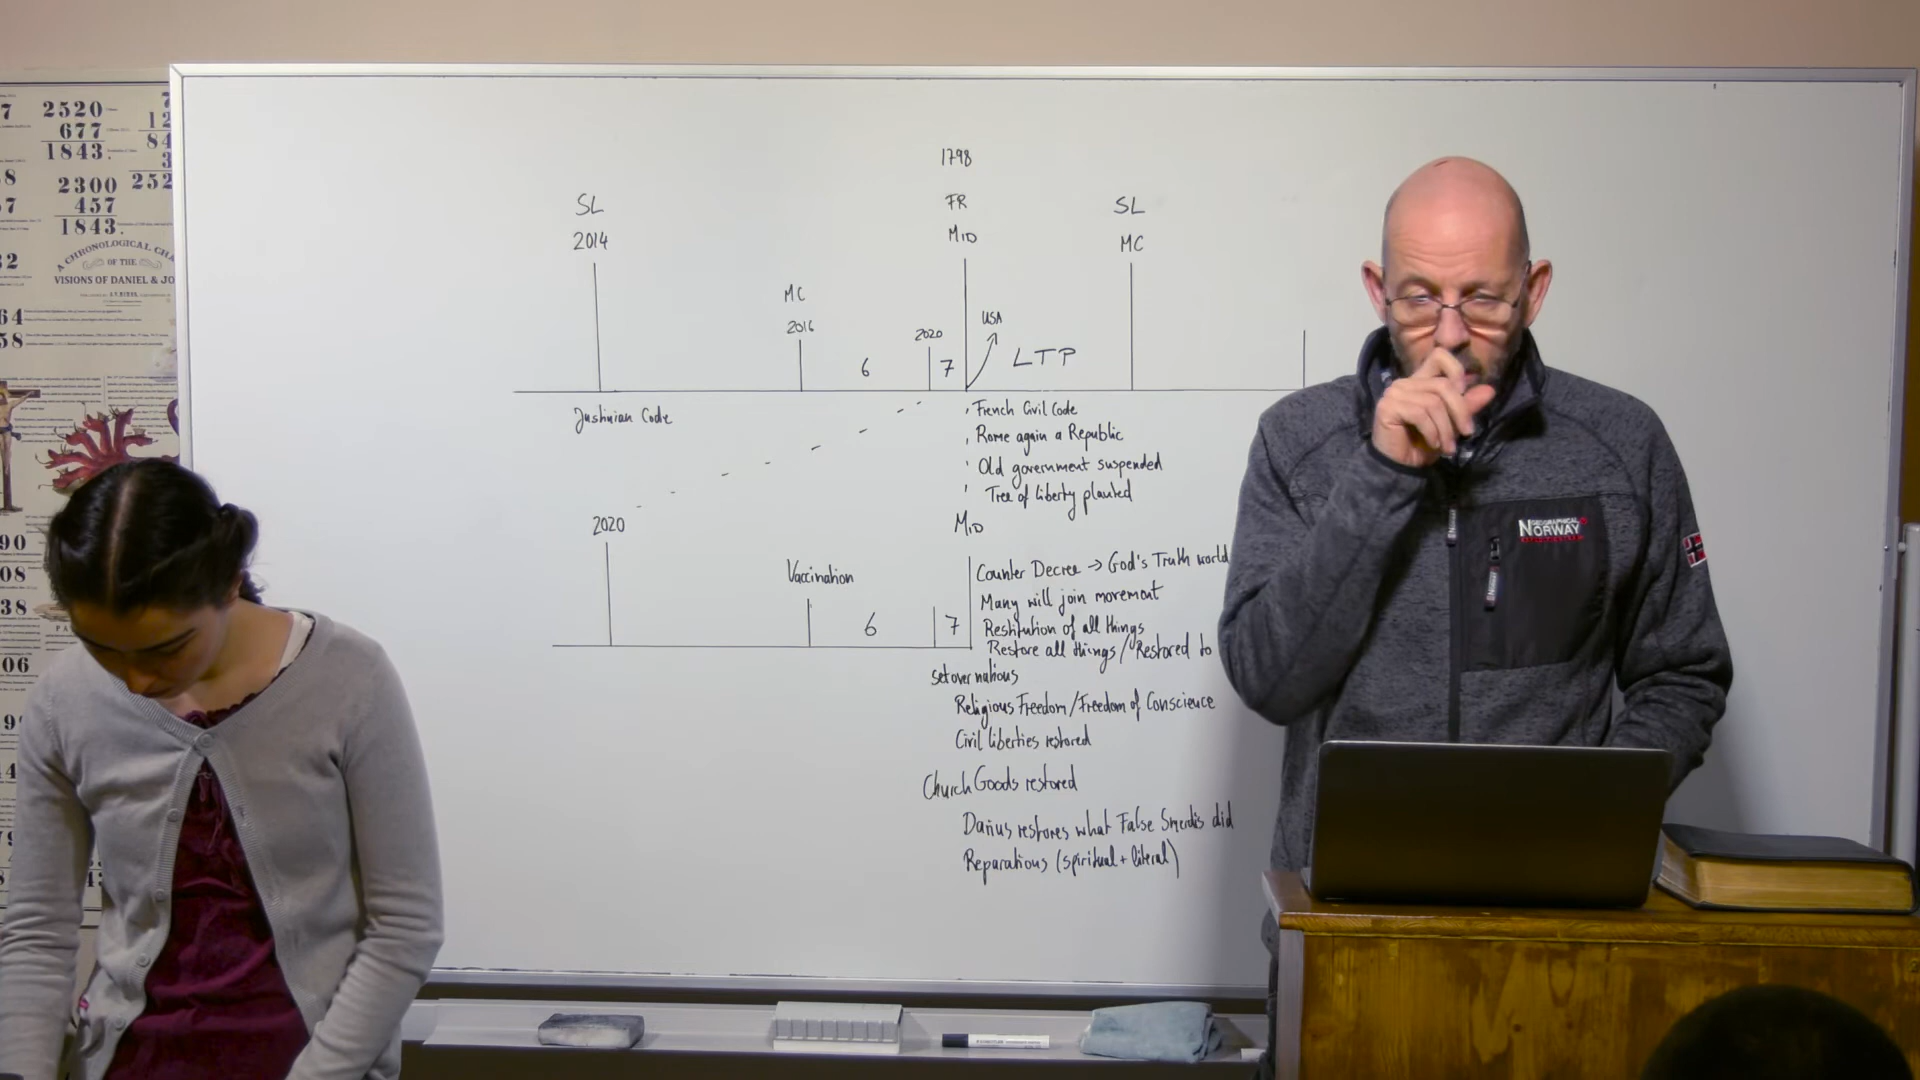 2520
677
1843.
2300
457
1843.
252
A CHRONOLOGICAL CHA
OF THE
VISIONS OF DANIEL & JO
1798
SL
FR
SL
2014
MID
MC
MC
2016
2020
USA
6
7
LTP
Justinian Code
French Civil Code
Rome again a Republic
Old government suspended
Tree of liberty planted
2020
MID
Vaccination
6
7
Counter Decree → God's Truth world
Many will join movement
Restitution of all things
Restore all things/Restored to
set over nations
Religious Freedom/Freedom of Conscience
Civil liberties restored
Church Goods restored
Darius restores what False Smerdis did
Reparations (spiritual + literal)
GEOGRAPHICAL
NORWAY